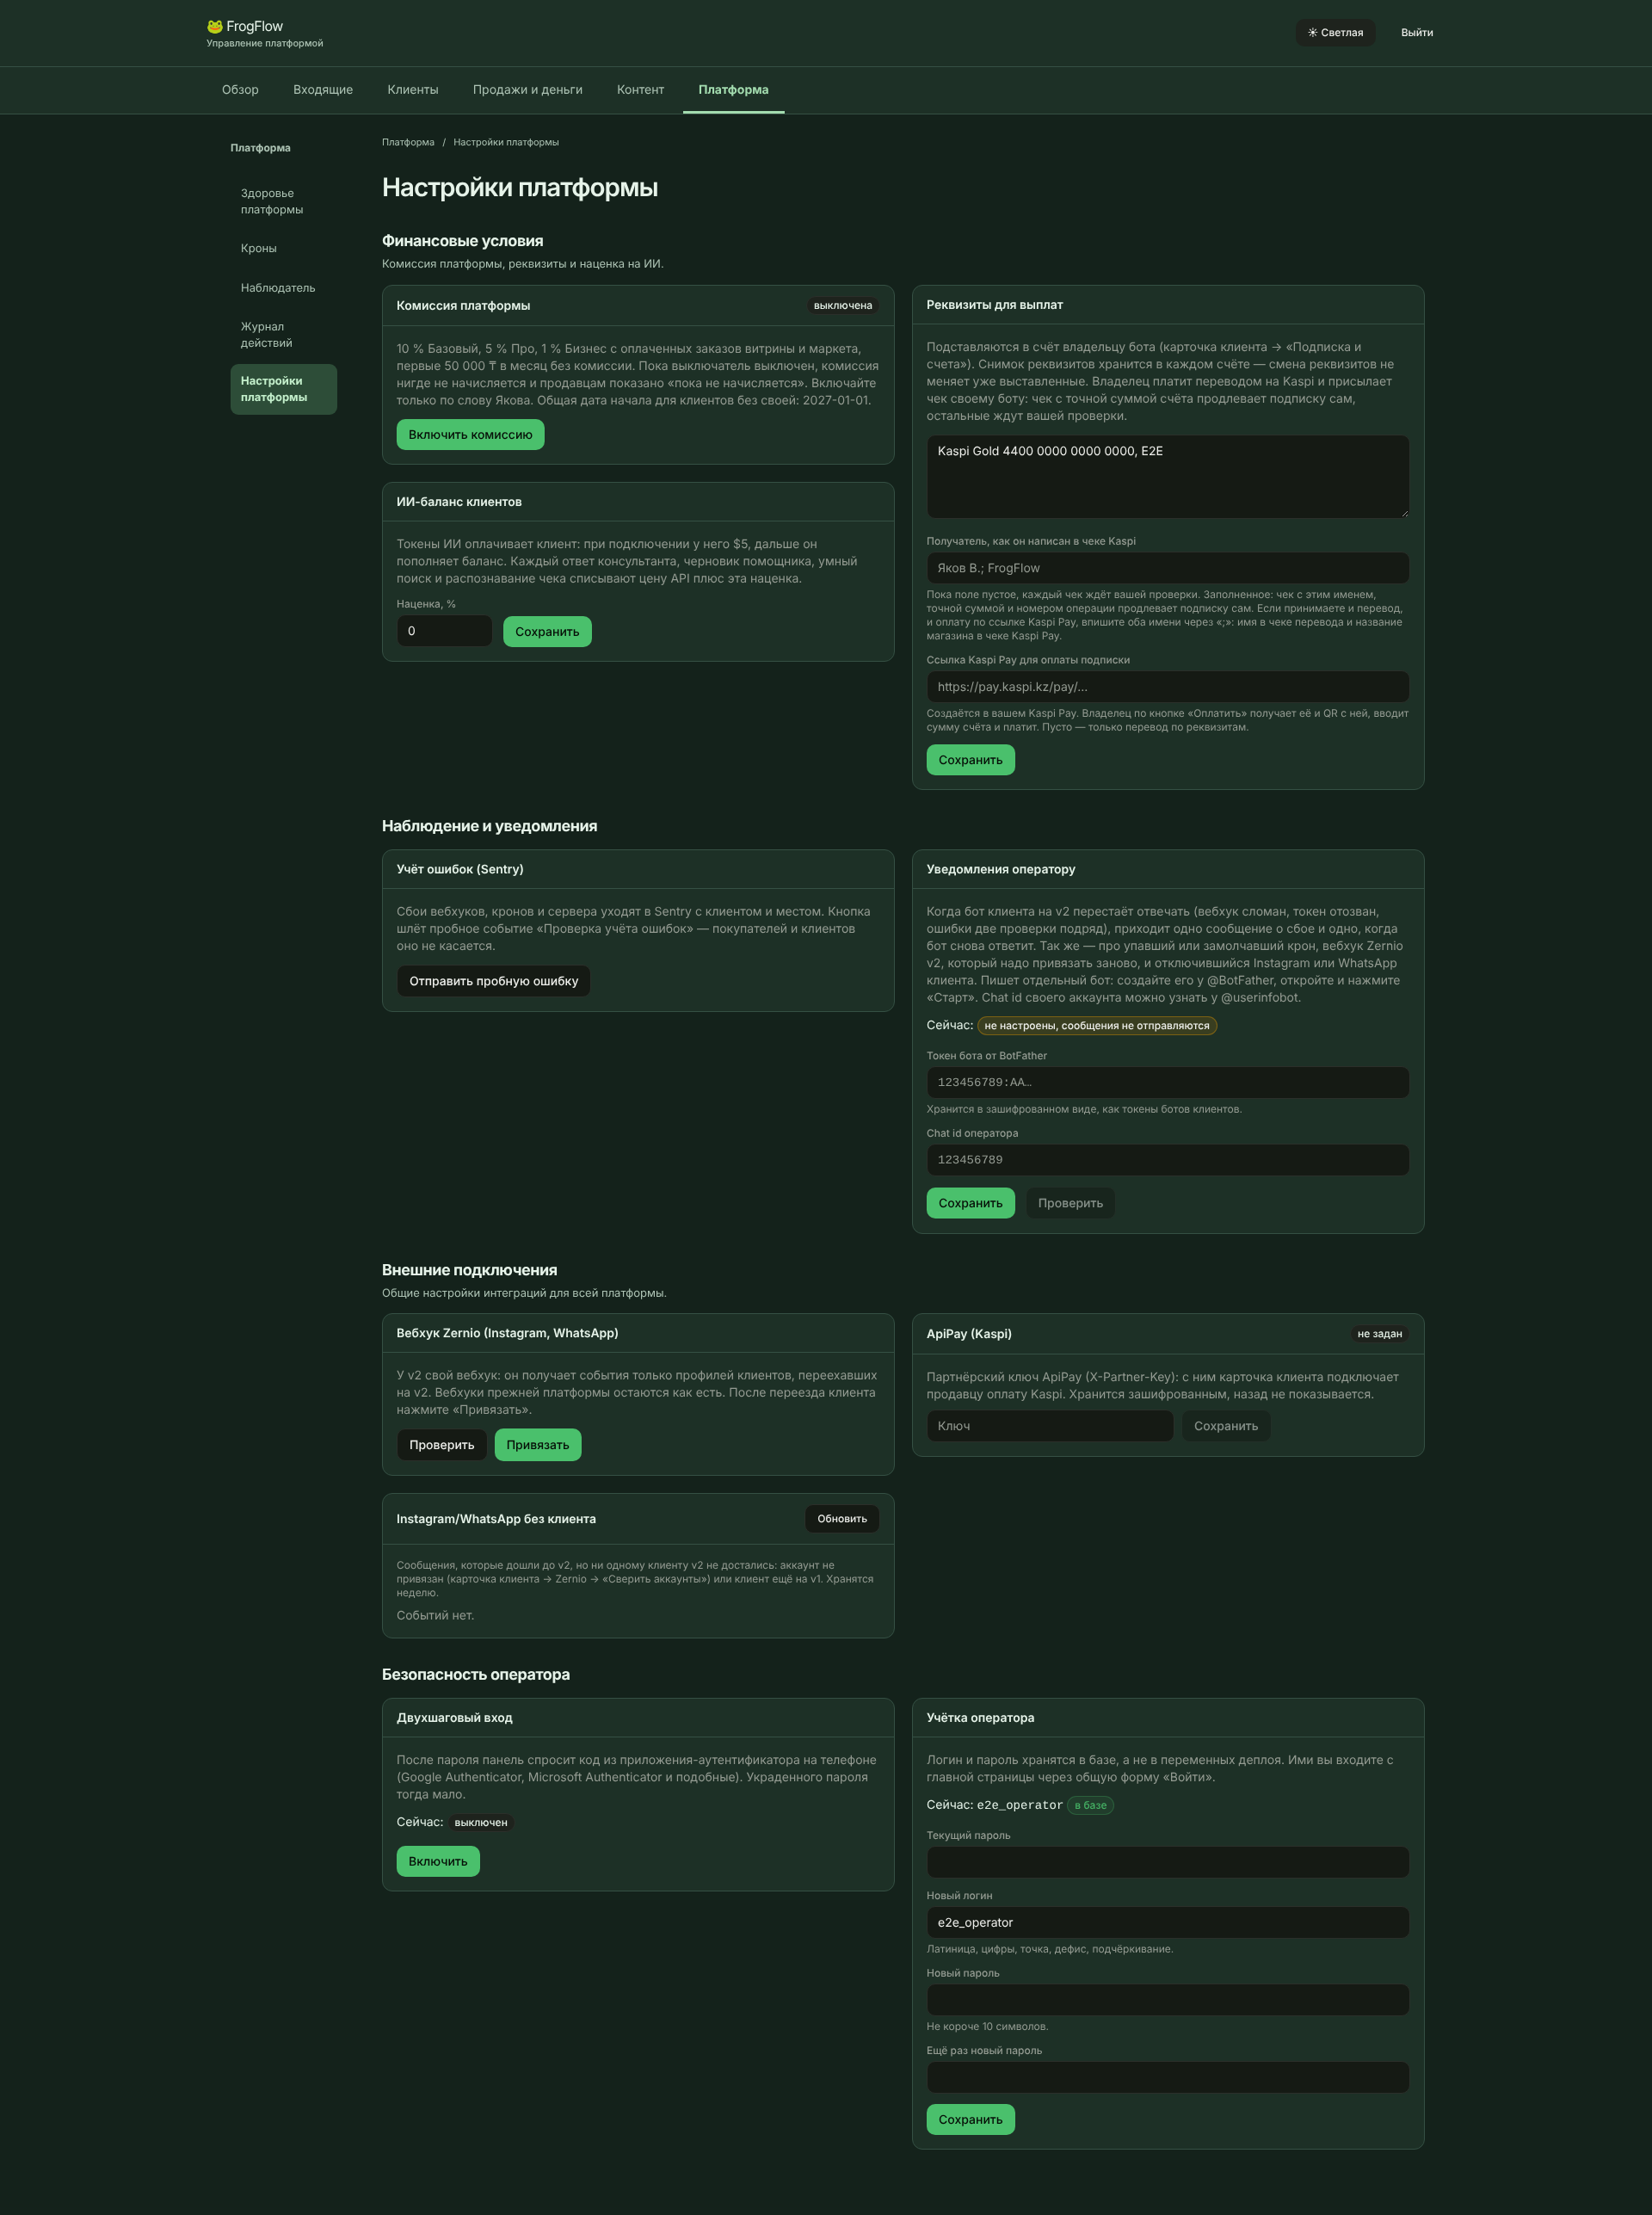 🐸 FrogFlow
Управление платформой
☀ Светлая
Выйти
Обзор
Входящие
Клиенты
Продажи и деньги
Контент
Платформа
Платформа
Здоровье
платформы
Кроны
Наблюдатель
Журнал
действий
Настройки
платформы
Платформа / Настройки платформы
Настройки платформы
Финансовые условия
Комиссия платформы, реквизиты и наценка на ИИ.
Комиссия платформы
выключена
10 % Базовый, 5 % Про, 1 % Бизнес с оплаченных заказов витрины и маркета,
первые 50 000 ₸ в месяц без комиссии. Пока выключатель выключен, комиссия
нигде не начисляется и продавцам показано «пока не начисляется». Включайте
только по слову Якова. Общая дата начала для клиентов без своей: 2027-01-01.
Включить комиссию
ИИ-баланс клиентов
Токены ИИ оплачивает клиент: при подключении у него $5, дальше он
пополняет баланс. Каждый ответ консультанта, черновик помощника, умный
поиск и распознавание чека списывают цену API плюс эта наценка.
Наценка, %
0
Сохранить
Реквизиты для выплат
Подставляются в счёт владельцу бота (карточка клиента → «Подписка и
счета»). Снимок реквизитов хранится в каждом счёте — смена реквизитов не
меняет уже выставленные. Владелец платит переводом на Kaspi и присылает
чек своему боту: чек с точной суммой счёта продлевает подписку сам,
остальные ждут вашей проверки.
Kaspi Gold 4400 0000 0000 0000, E2E
Получатель, как он написан в чеке Kaspi
Яков В.; FrogFlow
Пока поле пустое, каждый чек ждёт вашей проверки. Заполненное: чек с этим именем,
точной суммой и номером операции продлевает подписку сам. Если принимаете и перевод,
и оплату по ссылке Kaspi Pay, впишите оба имени через «;»: имя в чеке перевода и название
магазина в чеке Kaspi Pay.
Ссылка Kaspi Pay для оплаты подписки
https://pay.kaspi.kz/pay/...
Создаётся в вашем Kaspi Pay. Владелец по кнопке «Оплатить» получает её и QR с ней, вводит
сумму счёта и платит. Пусто — только перевод по реквизитам.
Сохранить
Наблюдение и уведомления
Учёт ошибок (Sentry)
Сбои вебхуков, кронов и сервера уходят в Sentry с клиентом и местом. Кнопка
шлёт пробное событие «Проверка учёта ошибок» — покупателей и клиентов
оно не касается.
Отправить пробную ошибку
Уведомления оператору
Когда бот клиента на v2 перестаёт отвечать (вебхук сломан, токен отозван,
ошибки две проверки подряд), приходит одно сообщение о сбое и одно, когда
бот снова ответит. Так же — про упавший или замолчавший крон, вебхук Zernio
v2, который надо привязать заново, и отключившийся Instagram или WhatsApp
клиента. Пишет отдельный бот: создайте его у @BotFather, откройте и нажмите
«Старт». Chat id своего аккаунта можно узнать у @userinfobot.
Сейчас: не настроены, сообщения не отправляются
Токен бота от BotFather
123456789:AA…
Хранится в зашифрованном виде, как токены ботов клиентов.
Chat id оператора
123456789
Сохранить
Проверить
Внешние подключения
Общие настройки интеграций для всей платформы.
Вебхук Zernio (Instagram, WhatsApp)
У v2 свой вебхук: он получает события только профилей клиентов, переехавших
на v2. Вебхуки прежней платформы остаются как есть. После переезда клиента
нажмите «Привязать».
Проверить
Привязать
ApiPay (Kaspi)
не задан
Партнёрский ключ ApiPay (X-Partner-Key): с ним карточка клиента подключает
продавцу оплату Kaspi. Хранится зашифрованным, назад не показывается.
Ключ
Сохранить
Instagram/WhatsApp без клиента
Обновить
Сообщения, которые дошли до v2, но ни одному клиенту v2 не достались: аккаунт не
привязан (карточка клиента → Zernio → «Сверить аккаунты») или клиент ещё на v1. Хранятся
неделю.
Событий нет.
Безопасность оператора
Двухшаговый вход
После пароля панель спросит код из приложения-аутентификатора на телефоне
(Google Authenticator, Microsoft Authenticator и подобные). Украденного пароля
тогда мало.
Сейчас: выключен
Включить
Учётка оператора
Логин и пароль хранятся в базе, а не в переменных деплоя. Ими вы входите с
главной страницы через общую форму «Войти».
Сейчас: e2e_operator в базе
Текущий пароль
Новый логин
e2e_operator
Латиница, цифры, точка, дефис, подчёркивание.
Новый пароль
Не короче 10 символов.
Ещё раз новый пароль
Сохранить